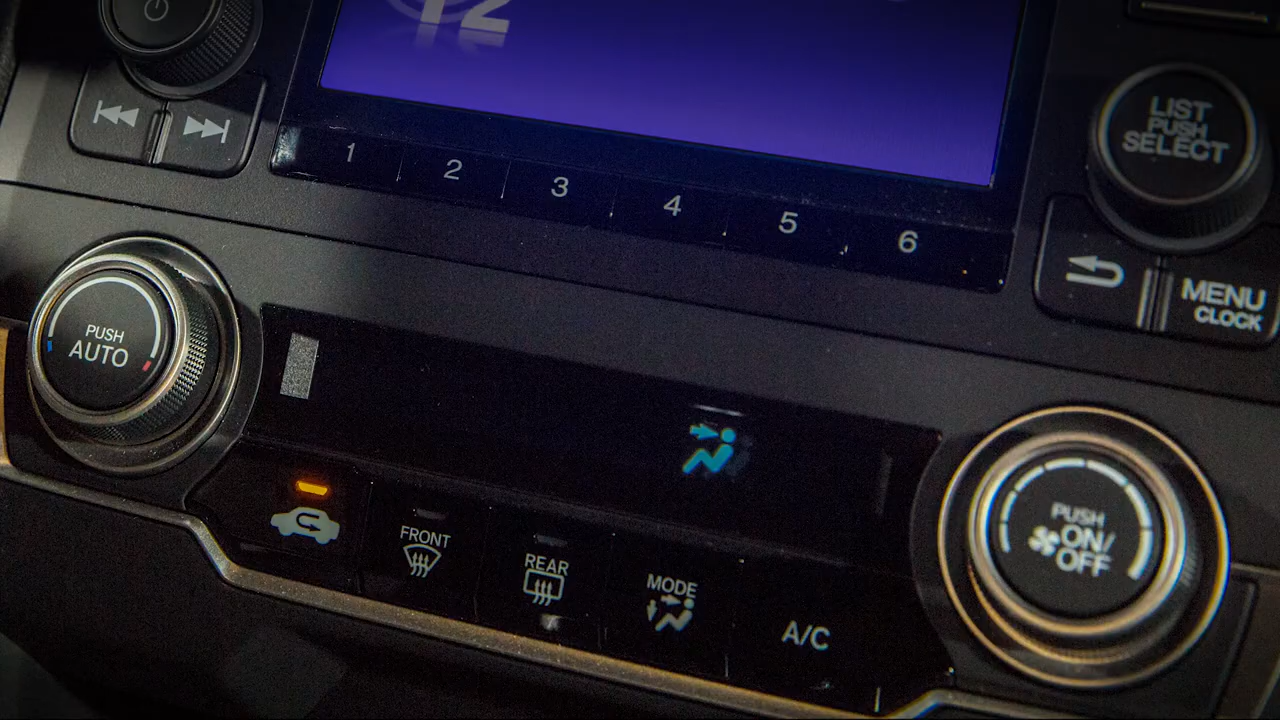 12
1 2 3 4 5 6
LIST
PUSH
SELECT
MENU
CLOCK
PUSH
AUTO
PUSH
ON/
OFF
FRONT
REAR
MODE
A/C